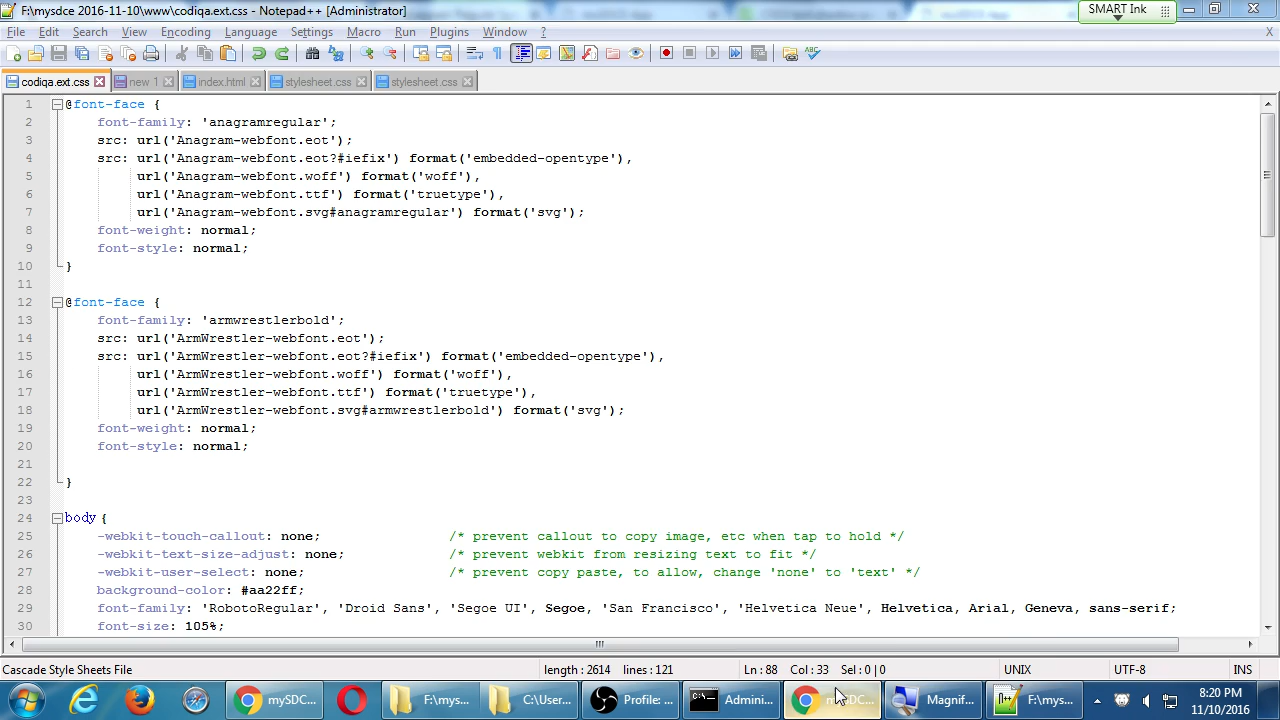 F:\mysdce 2016-11-10\www\codiqa.ext.css - Notepad++ [Administrator]
SMART Ink
File Edit Search View Encoding Language Settings Macro Run Plugins Window ? X
codiqa.ext.css new 1 index.html stylesheet.css stylesheet.css
1 @font-face {
2 font-family: 'anagramregular';
3 src: url('Anagram-webfont.eot');
4 src: url('Anagram-webfont.eot?#iefix') format('embedded-opentype'),
5 url('Anagram-webfont.woff') format('woff'),
6 url('Anagram-webfont.ttf') format('truetype'),
7 url('Anagram-webfont.svg#anagramregular') format('svg');
8 font-weight: normal;
9 font-style: normal;
10 }
11
12 @font-face {
13 font-family: 'armwrestlerbold';
14 src: url('ArmWrestler-webfont.eot');
15 src: url('ArmWrestler-webfont.eot?#iefix') format('embedded-opentype'),
16 url('ArmWrestler-webfont.woff') format('woff'),
17 url('ArmWrestler-webfont.ttf') format('truetype'),
18 url('ArmWrestler-webfont.svg#armwrestlerbold') format('svg');
19 font-weight: normal;
20 font-style: normal;
21
22 }
23
24 body {
25 -webkit-touch-callout: none; /* prevent callout to copy image, etc when tap to hold */
26 -webkit-text-size-adjust: none; /* prevent webkit from resizing text to fit */
27 -webkit-user-select: none; /* prevent copy paste, to allow, change 'none' to 'text' */
28 background-color: #aa22ff;
29 font-family: 'RobotoRegular', 'Droid Sans', 'Segoe UI', Segoe, 'San Francisco', 'Helvetica Neue', Helvetica, Arial, Geneva, sans-serif;
30 font-size: 105%;
Cascade Style Sheets File length : 2614 lines : 121 Ln : 88 Col : 33 Sel : 0 | 0 UNIX UTF-8 INS
mySDC... F:\mys... C:\User... Profile: ... Admini... mySDC... Magnif... F:\mys... 8:20 PM
11/10/2016